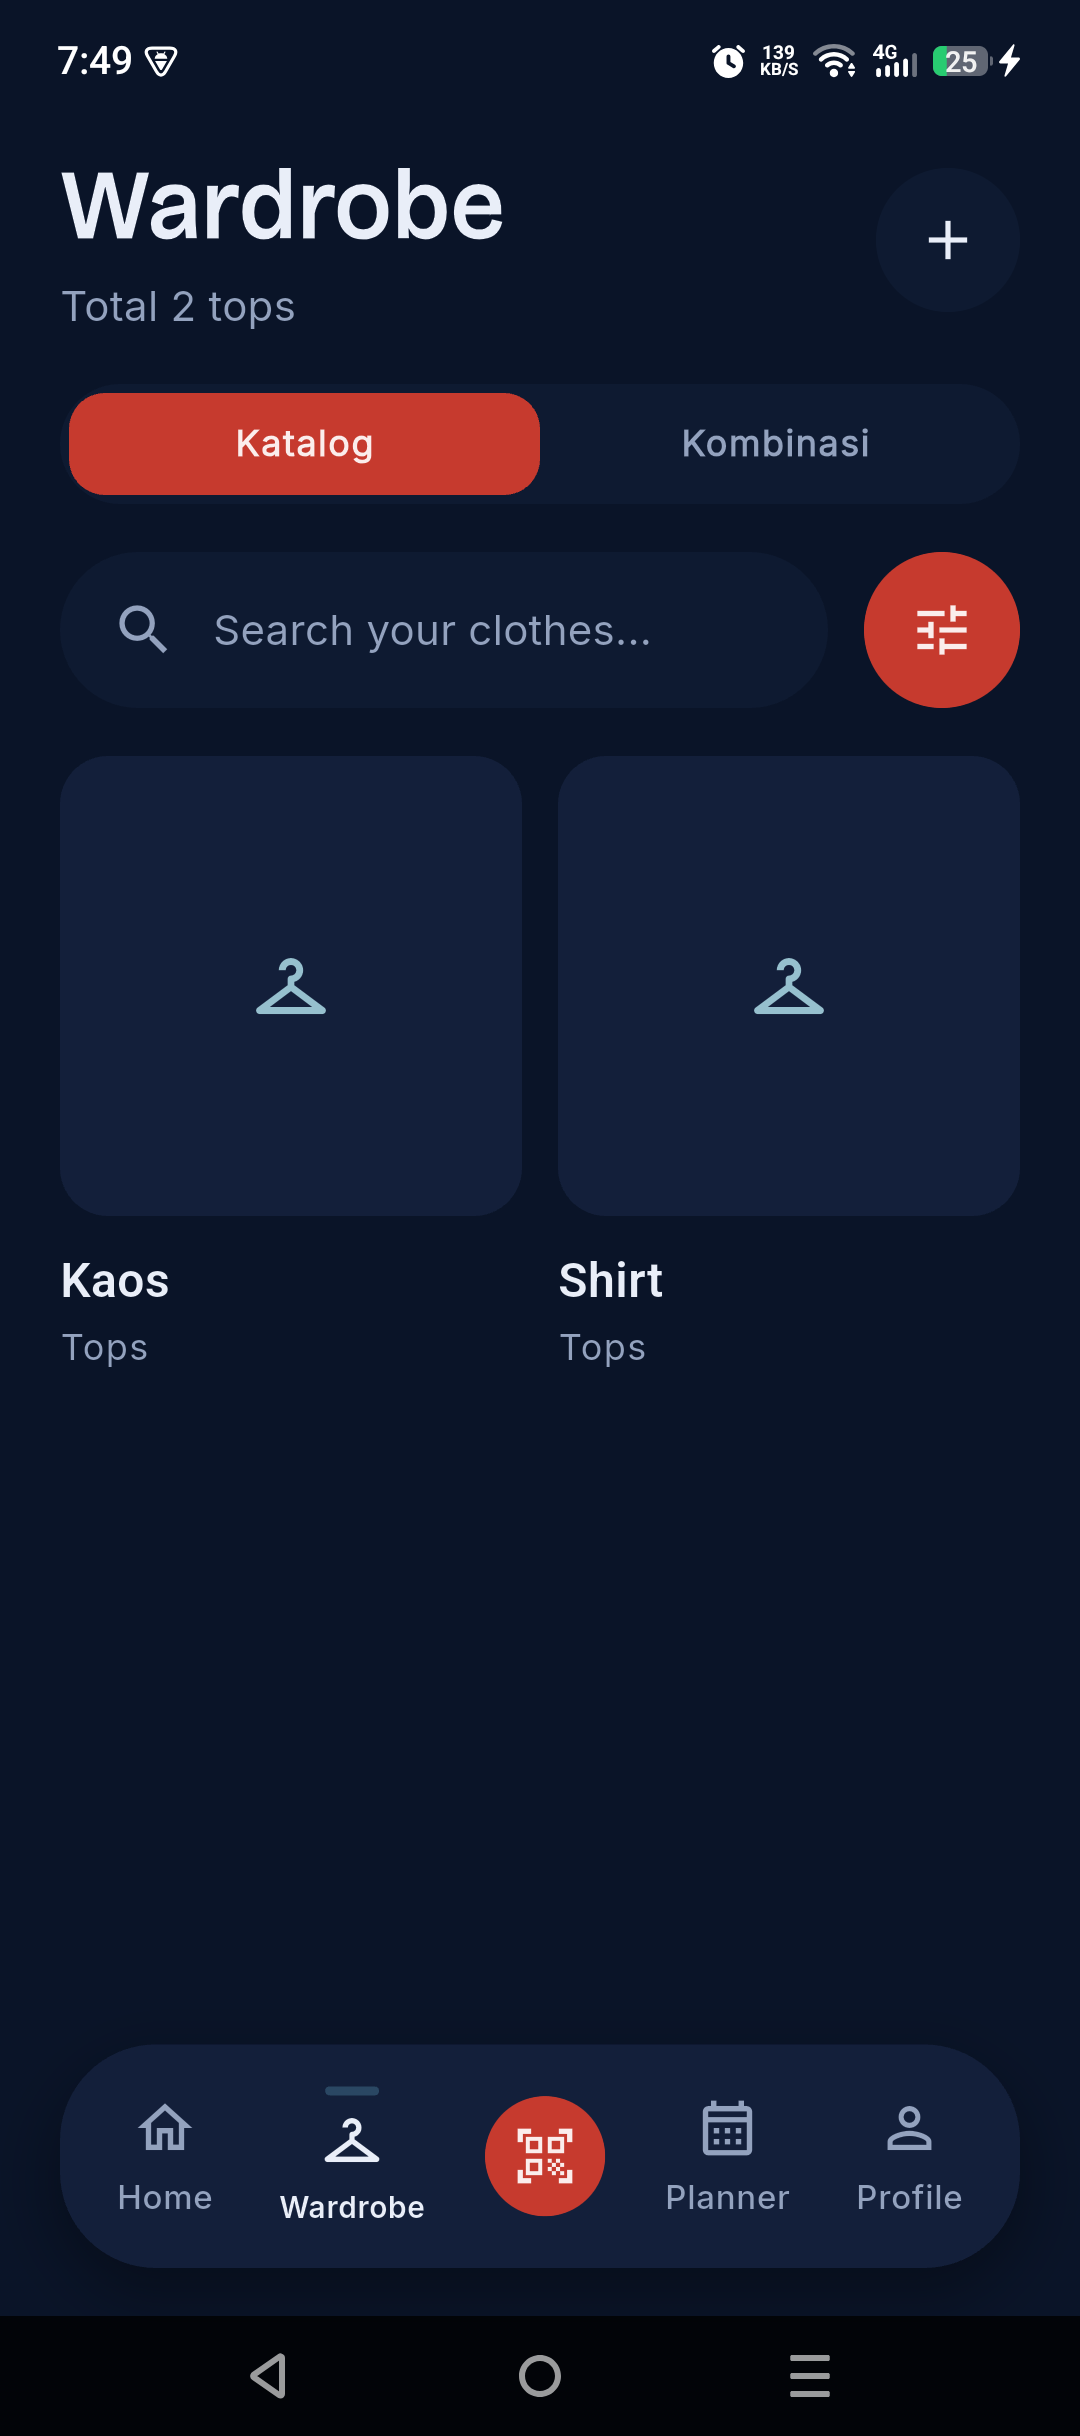 7:49
139
KB/S
4G
25
Wardrobe
Total 2 tops
Katalog
Kombinasi
Search your clothes...
Kaos
Shirt
Tops
Tops
Home
Wardrobe
Planner
Profile